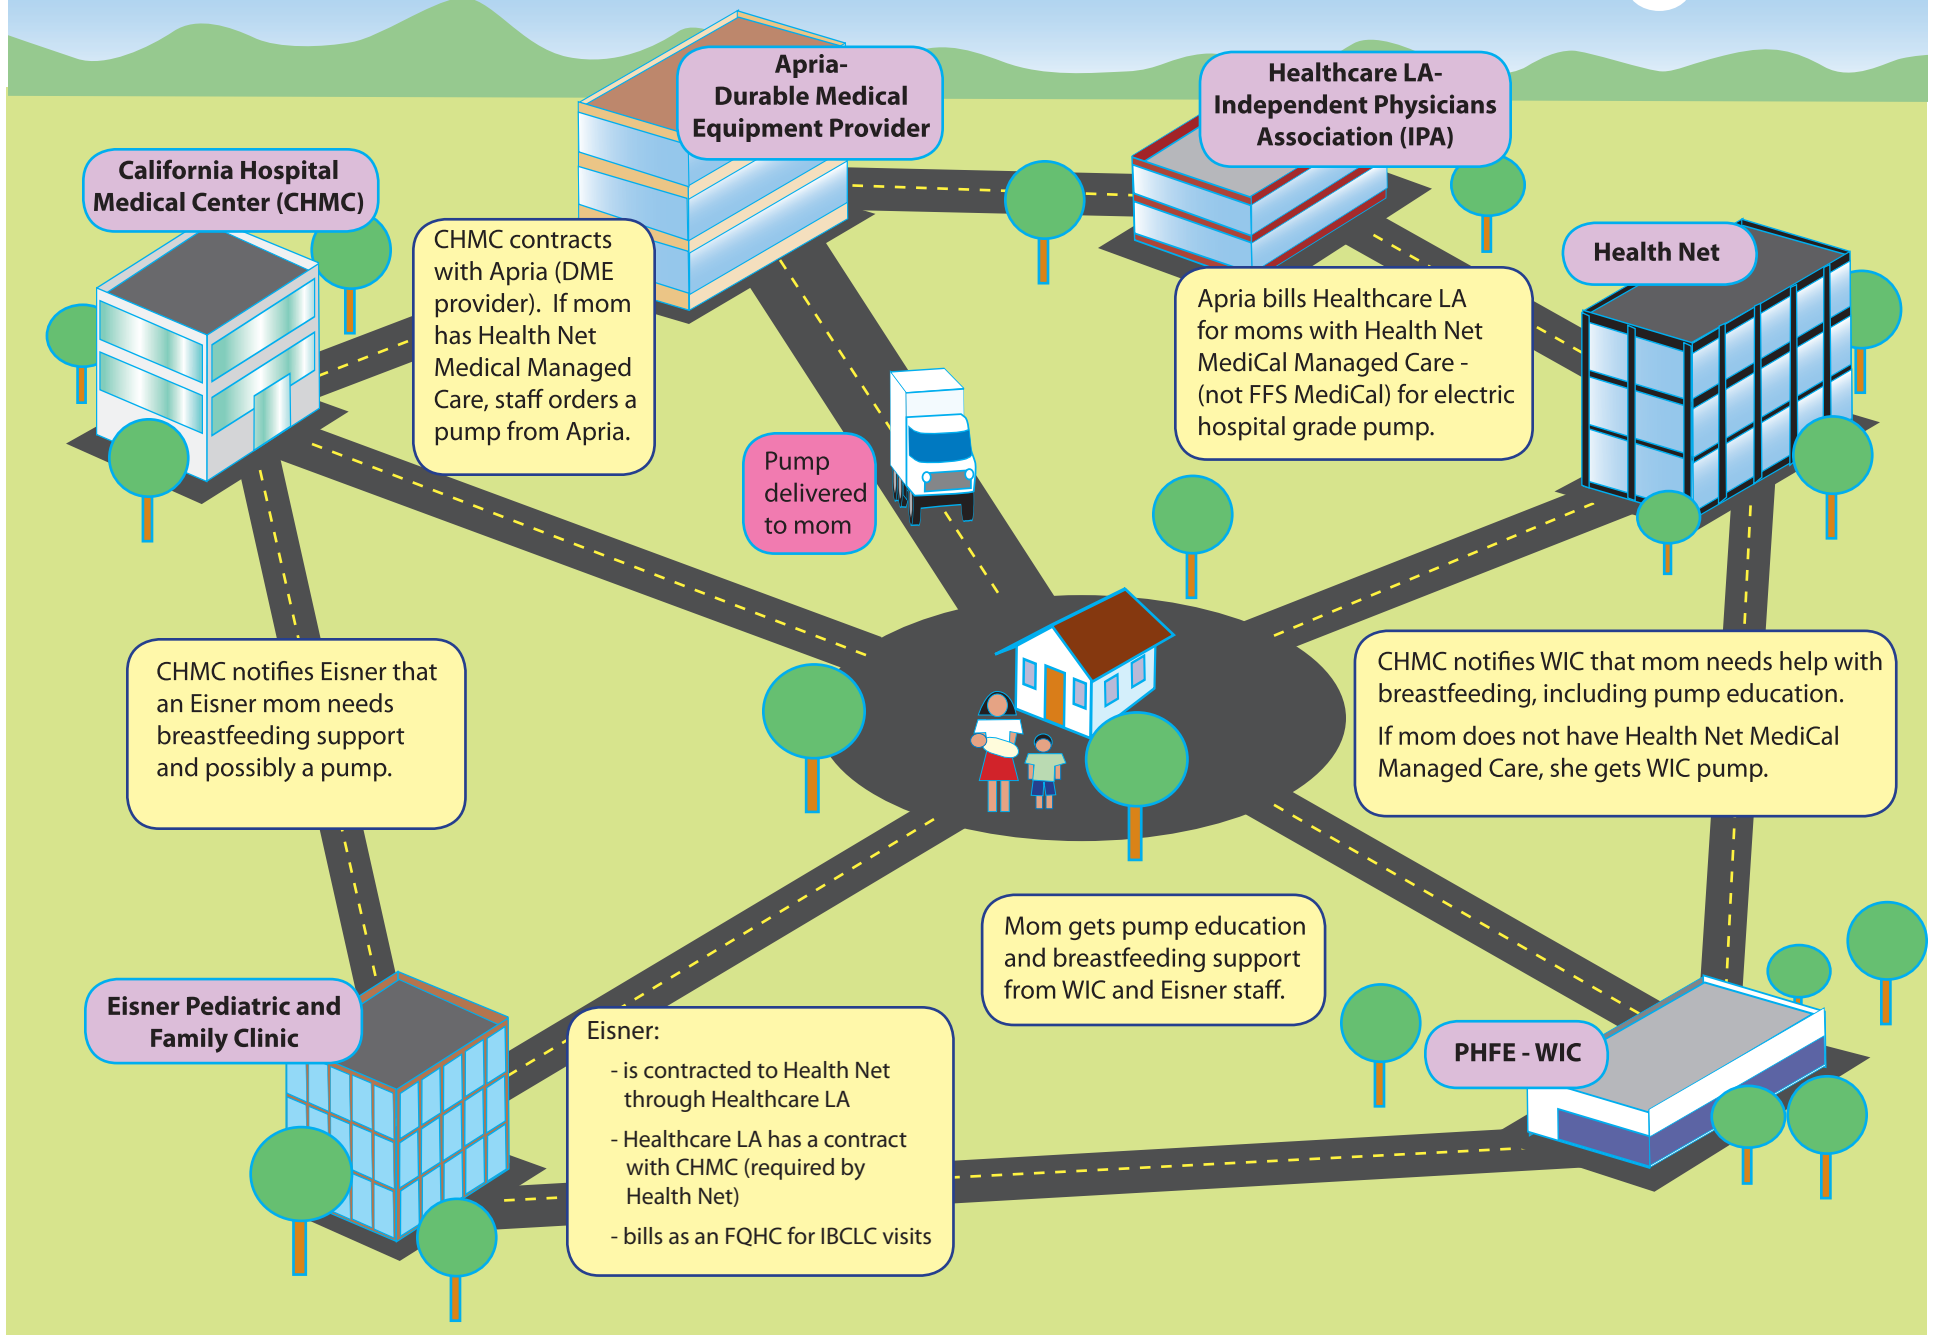 Apria-
Durable Medical
Equipment Provider
Healthcare LA-
Independent Physicians
Association (IPA)
California Hospital
Medical Center (CHMC)
Health Net
CHMC contracts
with Apria (DME
provider).  If mom
has Health Net
Medical Managed
Care, staff orders a
pump from Apria.
Apria bills Healthcare LA
for moms with Health Net
MediCal Managed Care -
(not FFS MediCal) for electric
hospital grade pump.
Pump
delivered
to mom
CHMC notifies Eisner that
an Eisner mom needs
breastfeeding support
and possibly a pump.
CHMC notifies WIC that mom needs help with
breastfeeding, including pump education.
If mom does not have Health Net MediCal
Managed Care, she gets WIC pump.
Mom gets pump education
and breastfeeding support
from WIC and Eisner staff.
Eisner Pediatric and
Family Clinic
Eisner:
- is contracted to Health Net
through Healthcare LA
- Healthcare LA has a contract
with CHMC (required by
Health Net)
- bills as an FQHC for IBCLC visits
PHFE - WIC